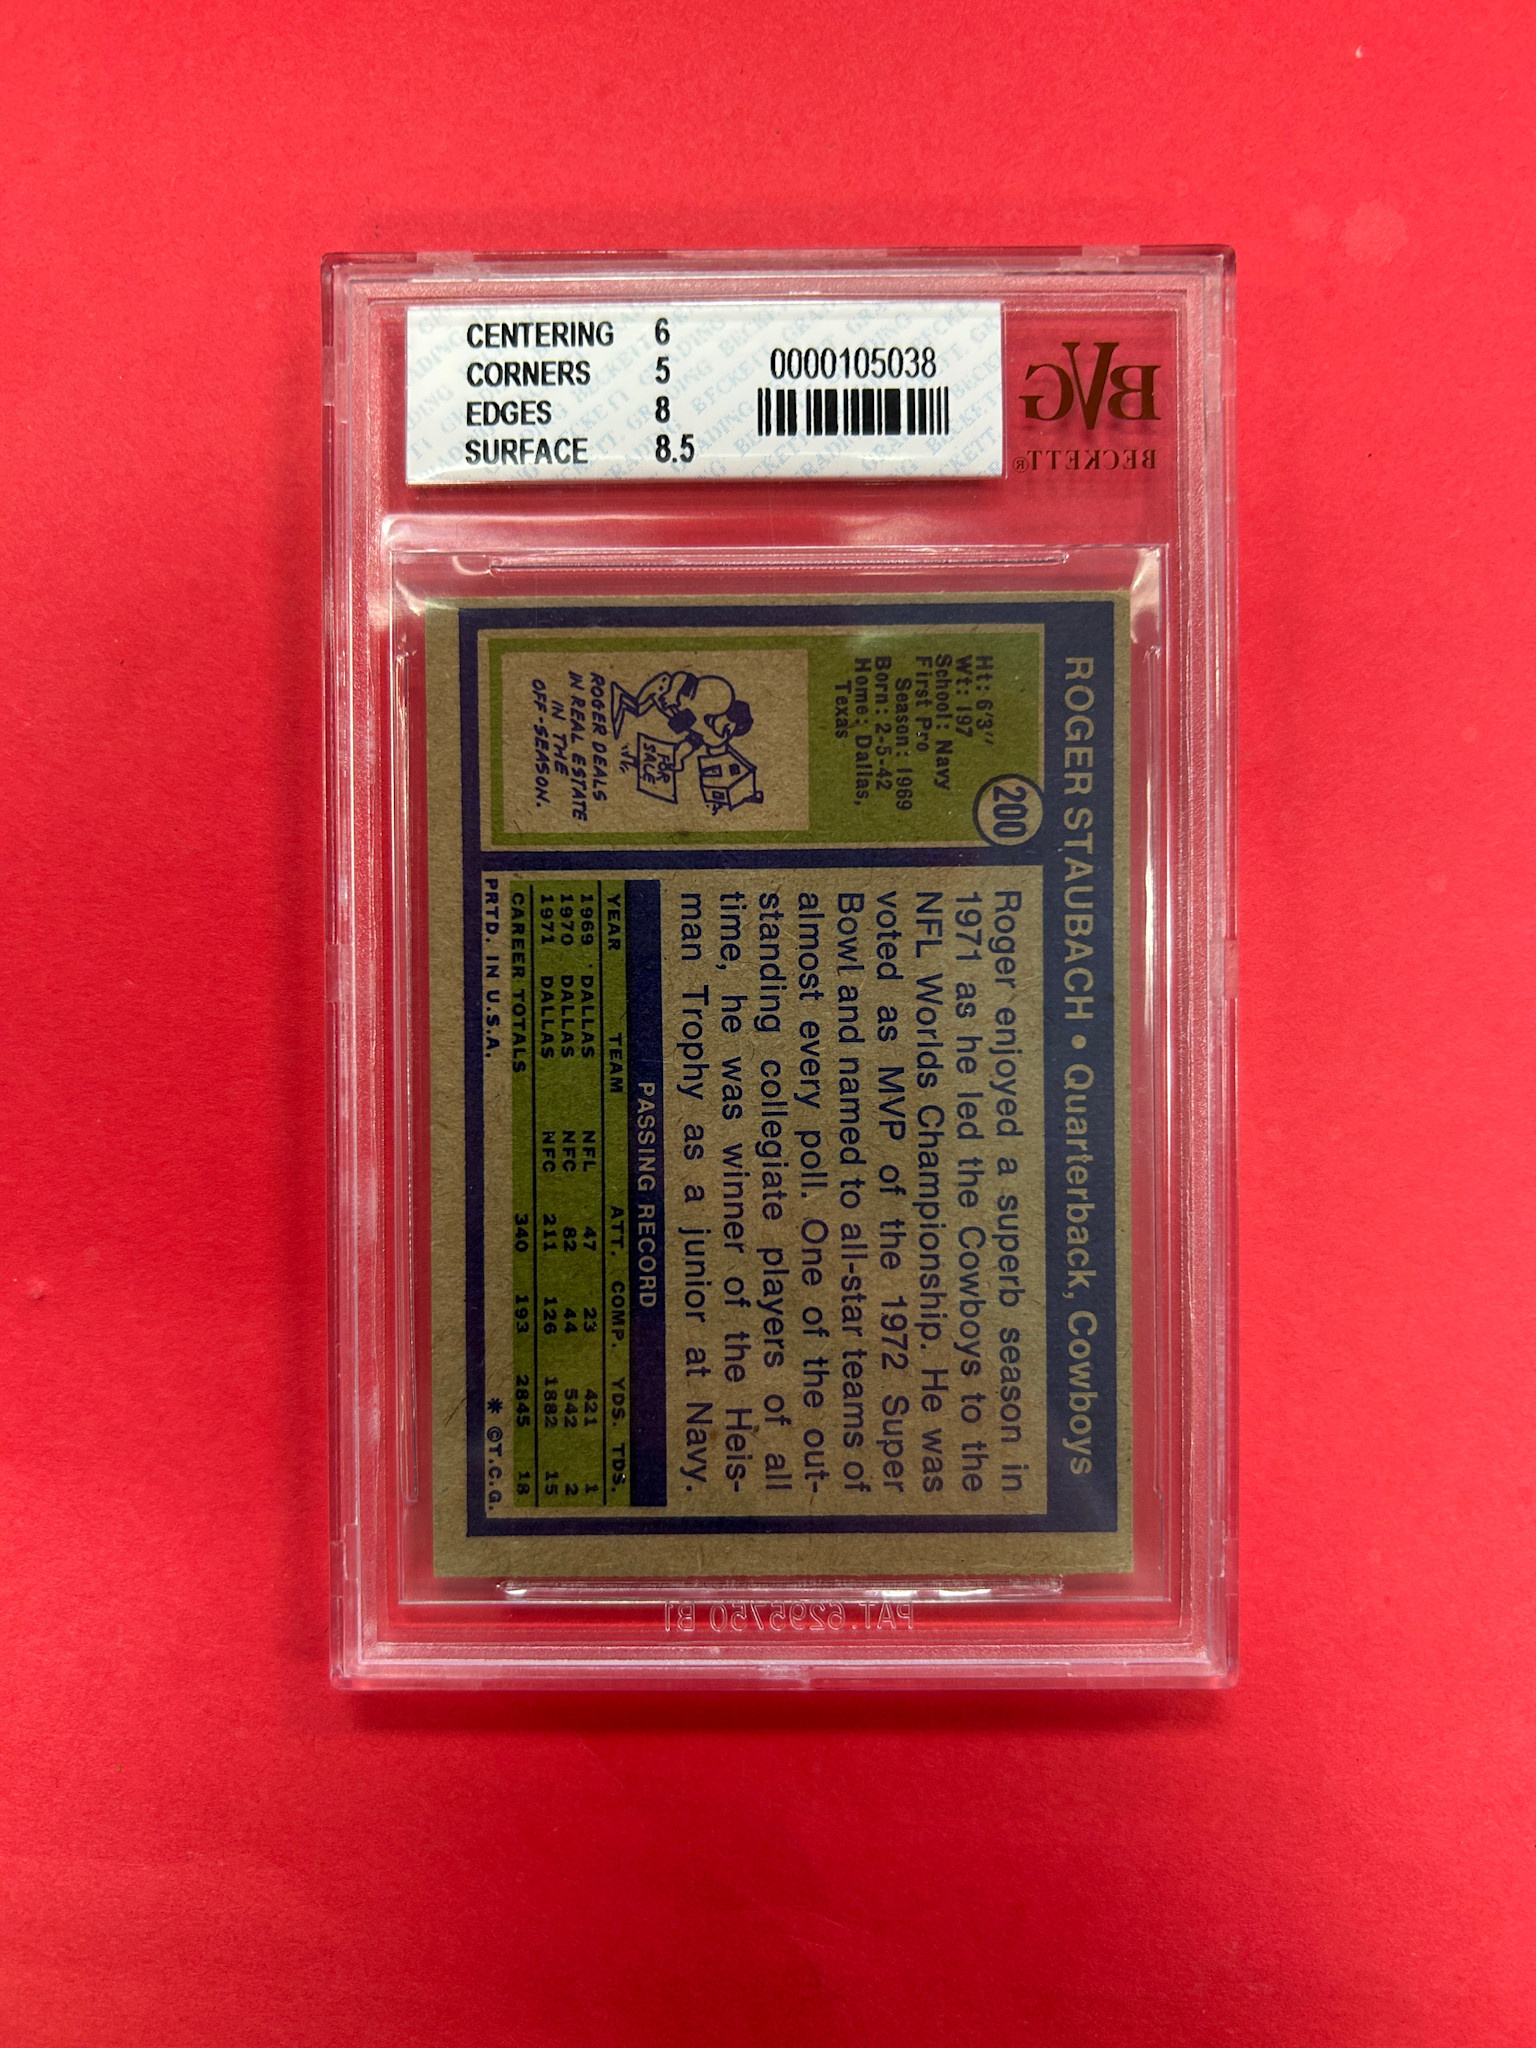 CENTERING 6
CORNERS 5
EDGES 8
SURFACE 8.5
0000105038
BVG
BECKETT®
ROGER STAUBACH • Quarterback, Cowboys
200
Ht: 6'3"
Wt: 197
School: Navy
First Pro
Season: 1969
Born: 2-5-42
Home: Dallas,
Texas
FOR
SALE
ROGER DEALS
IN REAL ESTATE
IN THE
OFF-SEASON.
Roger enjoyed a superb season in
1971 as he led the Cowboys to the
NFL Worlds Championship. He was
voted as MVP of the 1972 Super
Bowl and named to all-star teams of
almost every poll. One of the out-
standing collegiate players of all
time, he was winner of the Heis-
man Trophy as a junior at Navy.
PASSING RECORD
YEAR TEAM ATT. COMP. YDS. TDS.
1969 DALLAS NFL 47 23 421 1
1970 DALLAS NFC 82 44 542 2
1971 DALLAS NFC 211 126 1882 15
CAREER TOTALS 340 193 2845 18
PRTD. IN U.S.A. * ©T.C.G.
PAT. 6295750 B1